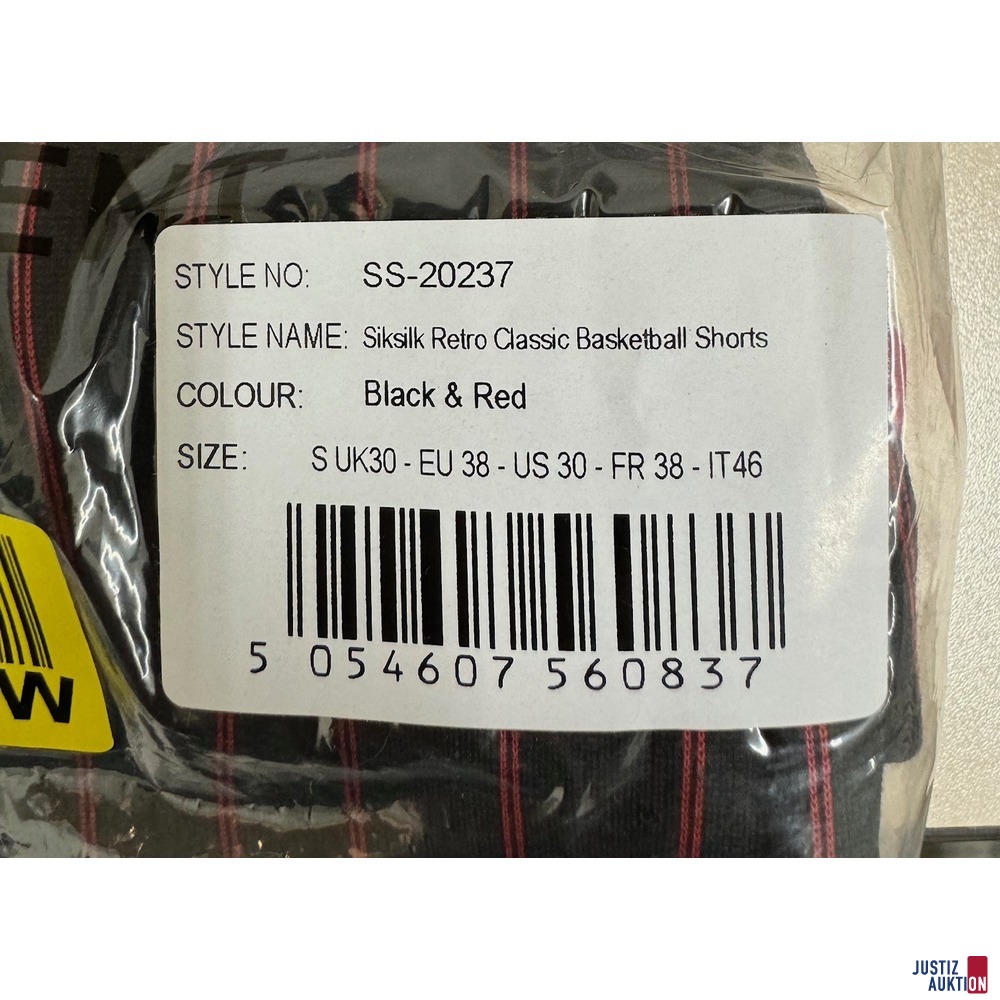 STYLE NO: SS-20237
STYLE NAME: Siksilk Retro Classic Basketball Shorts
COLOUR: Black & Red
SIZE: S UK30 - EU 38 - US 30 - FR 38 - IT46
5 054607 560837
W
JUSTIZ
AUKTION